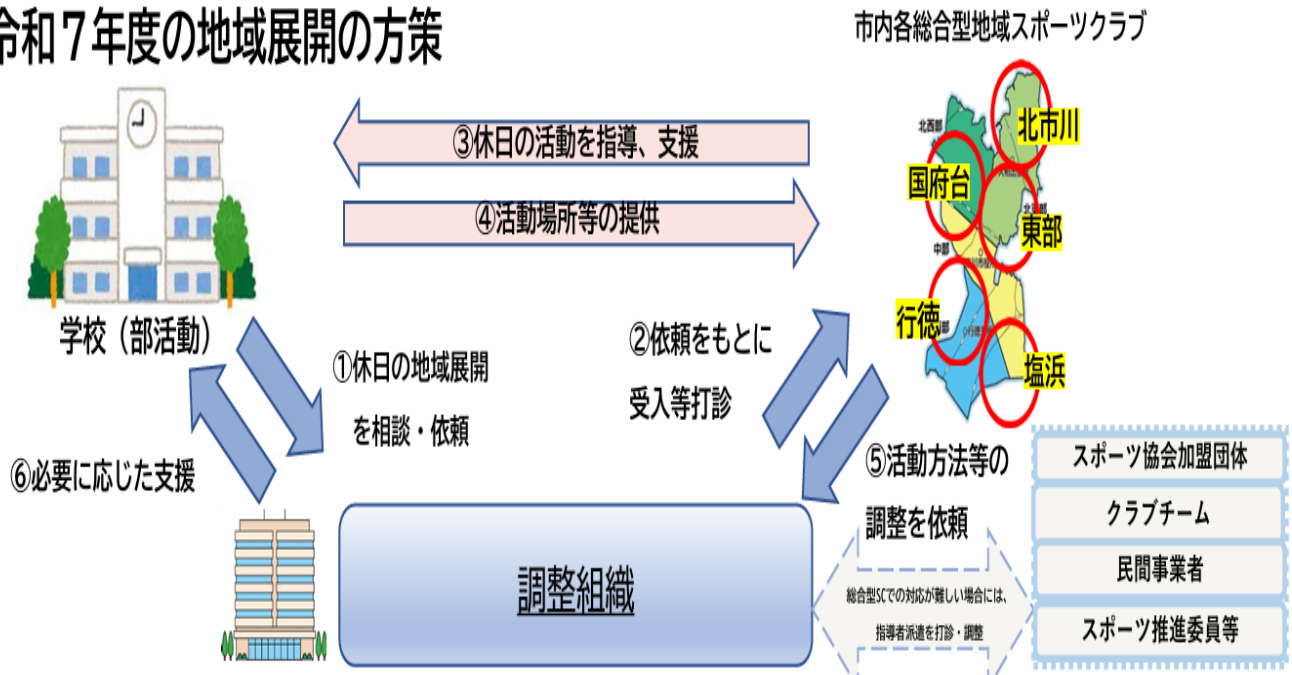 令和７年度の地域展開の方策
市内各総合型地域スポーツクラブ
③休日の活動を指導、支援
④活動場所等の提供
北西部
北市川
国府台
東部
中部
行徳
塩浜
学校（部活動）
①休日の地域展開
を相談・依頼
②依頼をもとに
受入等打診
⑥必要に応じた支援
⑤活動方法等の
調整を依頼
調整組織
総合型SCでの対応が難しい場合には、
指導者派遣を打診・調整
スポーツ協会加盟団体
クラブチーム
民間事業者
スポーツ推進委員等